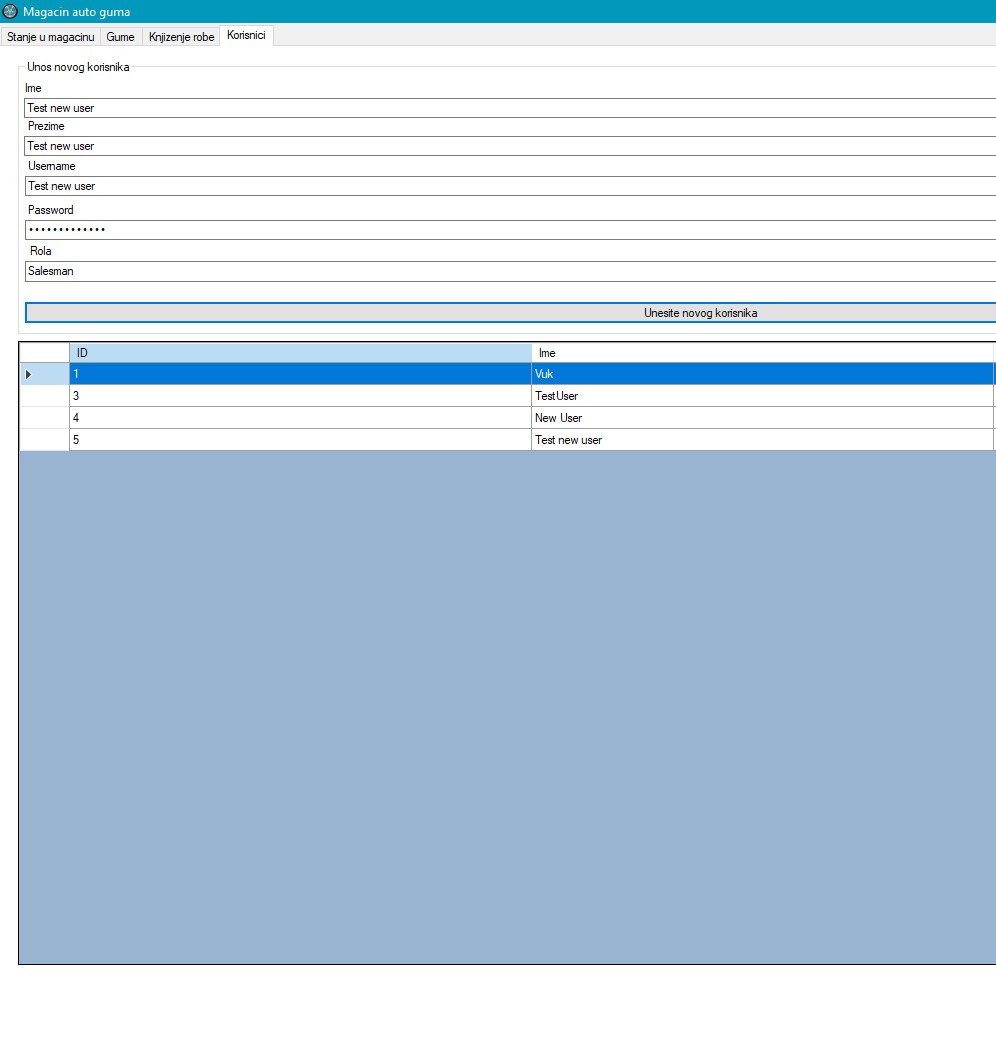 Magacin auto guma
Stanje u magacinu Gume Knjizenje robe Korisnici
Unos novog korisnika
Ime
Test new user
Prezime
Test new user
Username
Test new user
Password
•••••••••••••
Rola
Salesman
Unesite novog korisnika
ID Ime
1 Vuk
3 TestUser
4 New User
5 Test new user